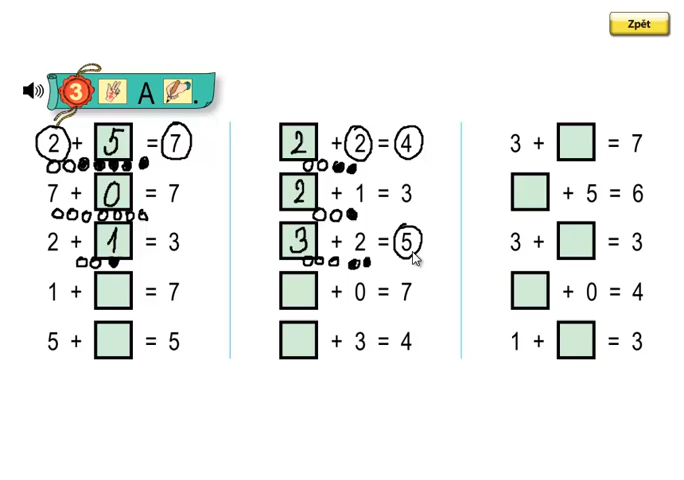 Zpět
3 A .
2 + 5 = 7
7 + 0 = 7
2 + 1 = 3
1 + = 7
5 + = 5
2 + 2 = 4
2 + 1 = 3
3 + 2 = 5
+ 0 = 7
+ 3 = 4
3 + = 7
+ 5 = 6
3 + = 3
+ 0 = 4
1 + = 3